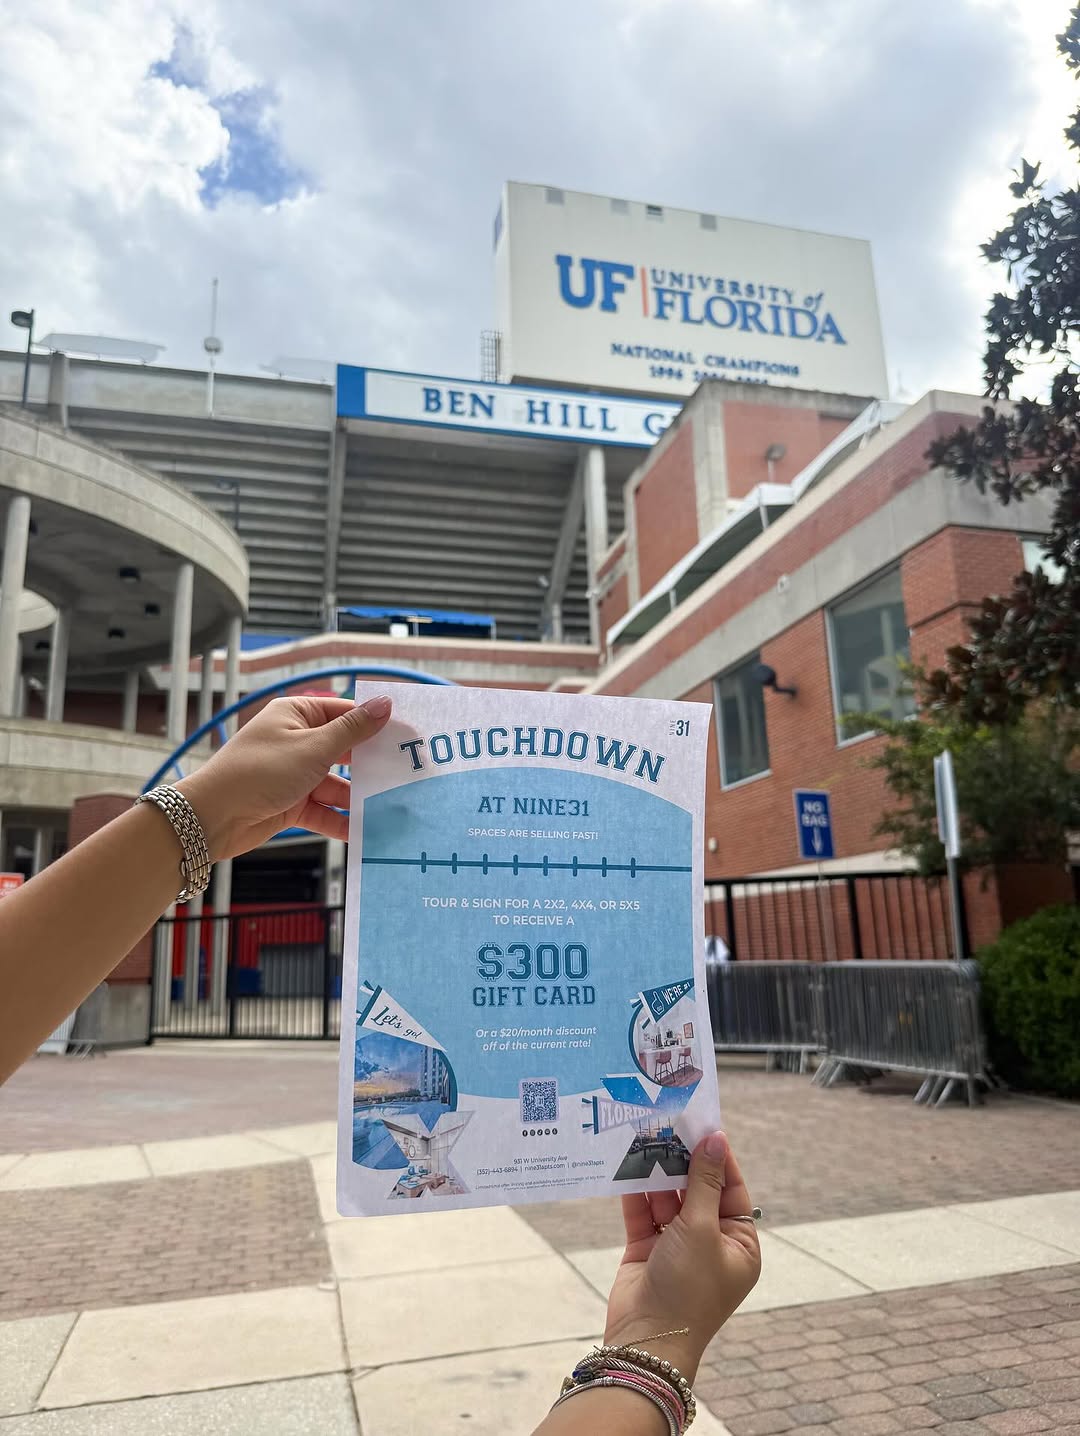 UF UNIVERSITY of
FLORIDA
NATIONAL CHAMPIONS
1996
BEN HILL G
NINE 31
TOUCHDOWN
AT NINE31
SPACES ARE SELLING FAST!
TOUR & SIGN FOR A 2X2, 4X4, OR 5X5
TO RECEIVE A
$300
GIFT CARD
Or a $20/month discount
off of the current rate!
Let's go!
WE'RE #1
FLORIDA
931 W University Ave
(352)-443-6894 | nine31apts.com | @nine31apts
NO
BAG